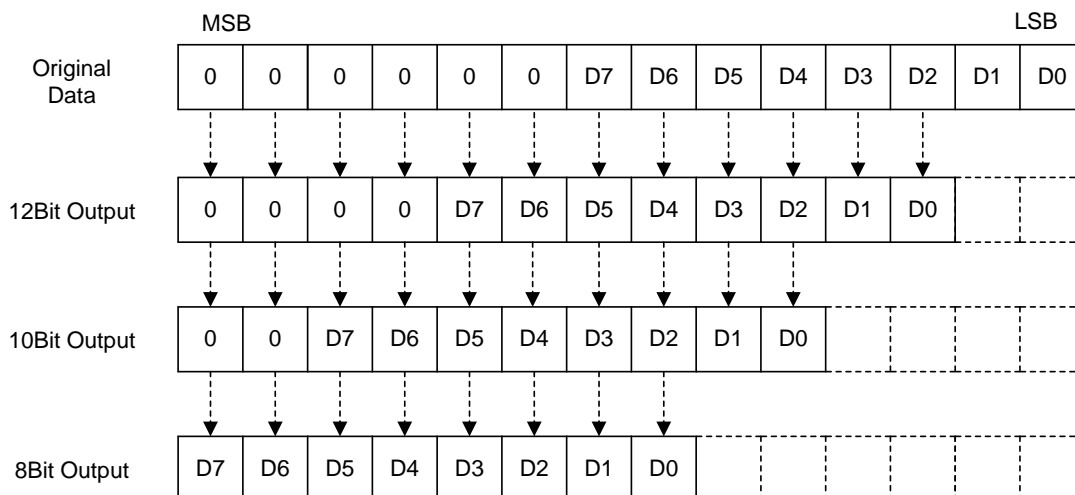 MSB LSB
Original Data 0 0 0 0 0 0 D7 D6 D5 D4 D3 D2 D1 D0
12Bit Output 0 0 0 0 D7 D6 D5 D4 D3 D2 D1 D0
10Bit Output 0 0 D7 D6 D5 D4 D3 D2 D1 D0
8Bit Output D7 D6 D5 D4 D3 D2 D1 D0